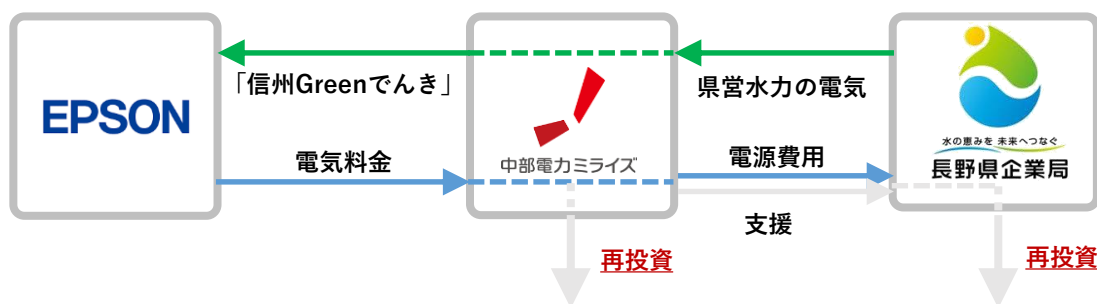 「信州Greenでんき」
県営水力の電気
EPSON
中部電力ミライズ
水の恵みを 未来へつなぐ
長野県企業局
電気料金
電源費用
支援
再投資
再投資